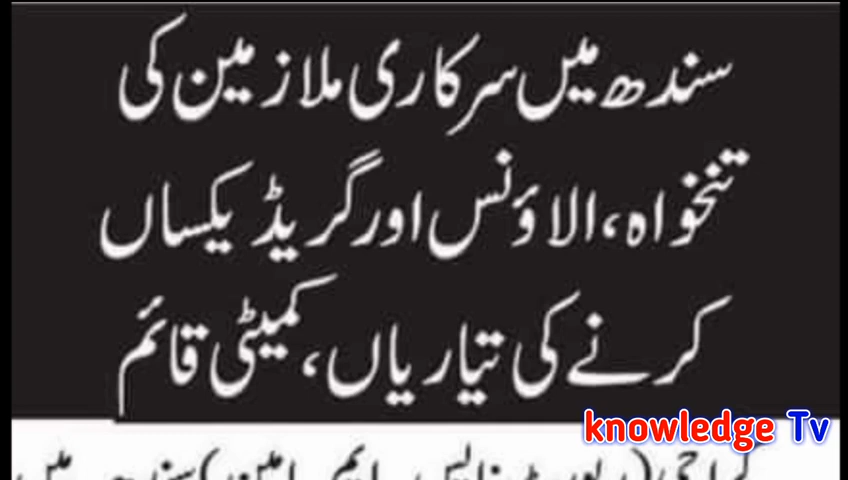 سندھ میں سرکاری ملازمین کی
تنخواہ، الاؤنس اور گریڈ یکساں
کرنے کی تیاریاں، کمیٹی قائم
knowledge Tv